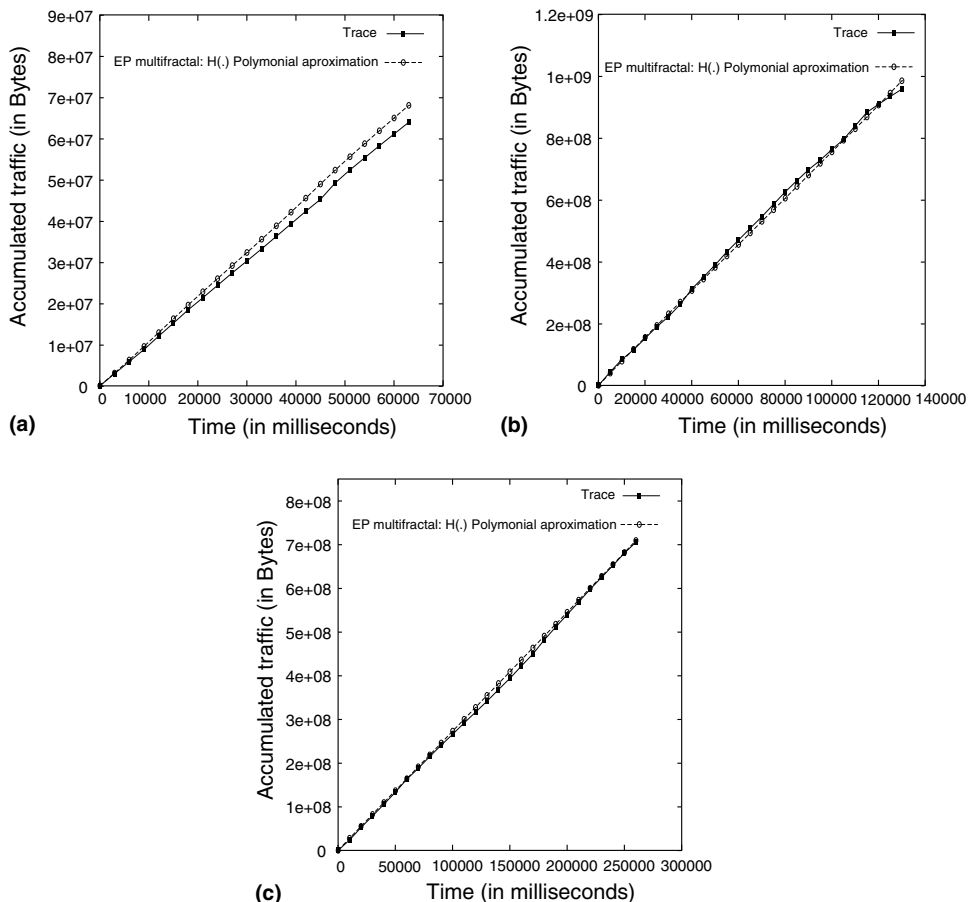 9e+07
8e+07
7e+07
6e+07
5e+07
4e+07
3e+07
2e+07
1e+07
0
Accumulated traffic (in Bytes)
Trace
EP multifractal: H(.) Polymonial aproximation
0 10000 20000 30000 40000 50000 60000 70000
Time (in milliseconds)
(a)
1.2e+09
1e+09
8e+08
6e+08
4e+08
2e+08
0
Accumulated traffic (in Bytes)
Trace
EP multifractal: H(.) Polymonial aproximation
0 20000 40000 60000 80000 100000 120000 140000
Time (in milliseconds)
(b)
8e+08
7e+08
6e+08
5e+08
4e+08
3e+08
2e+08
1e+08
0
Accumulated traffic (in Bytes)
Trace
EP multifractal: H(.) Polymonial aproximation
0 50000 100000 150000 200000 250000 300000
Time (in milliseconds)
(c)